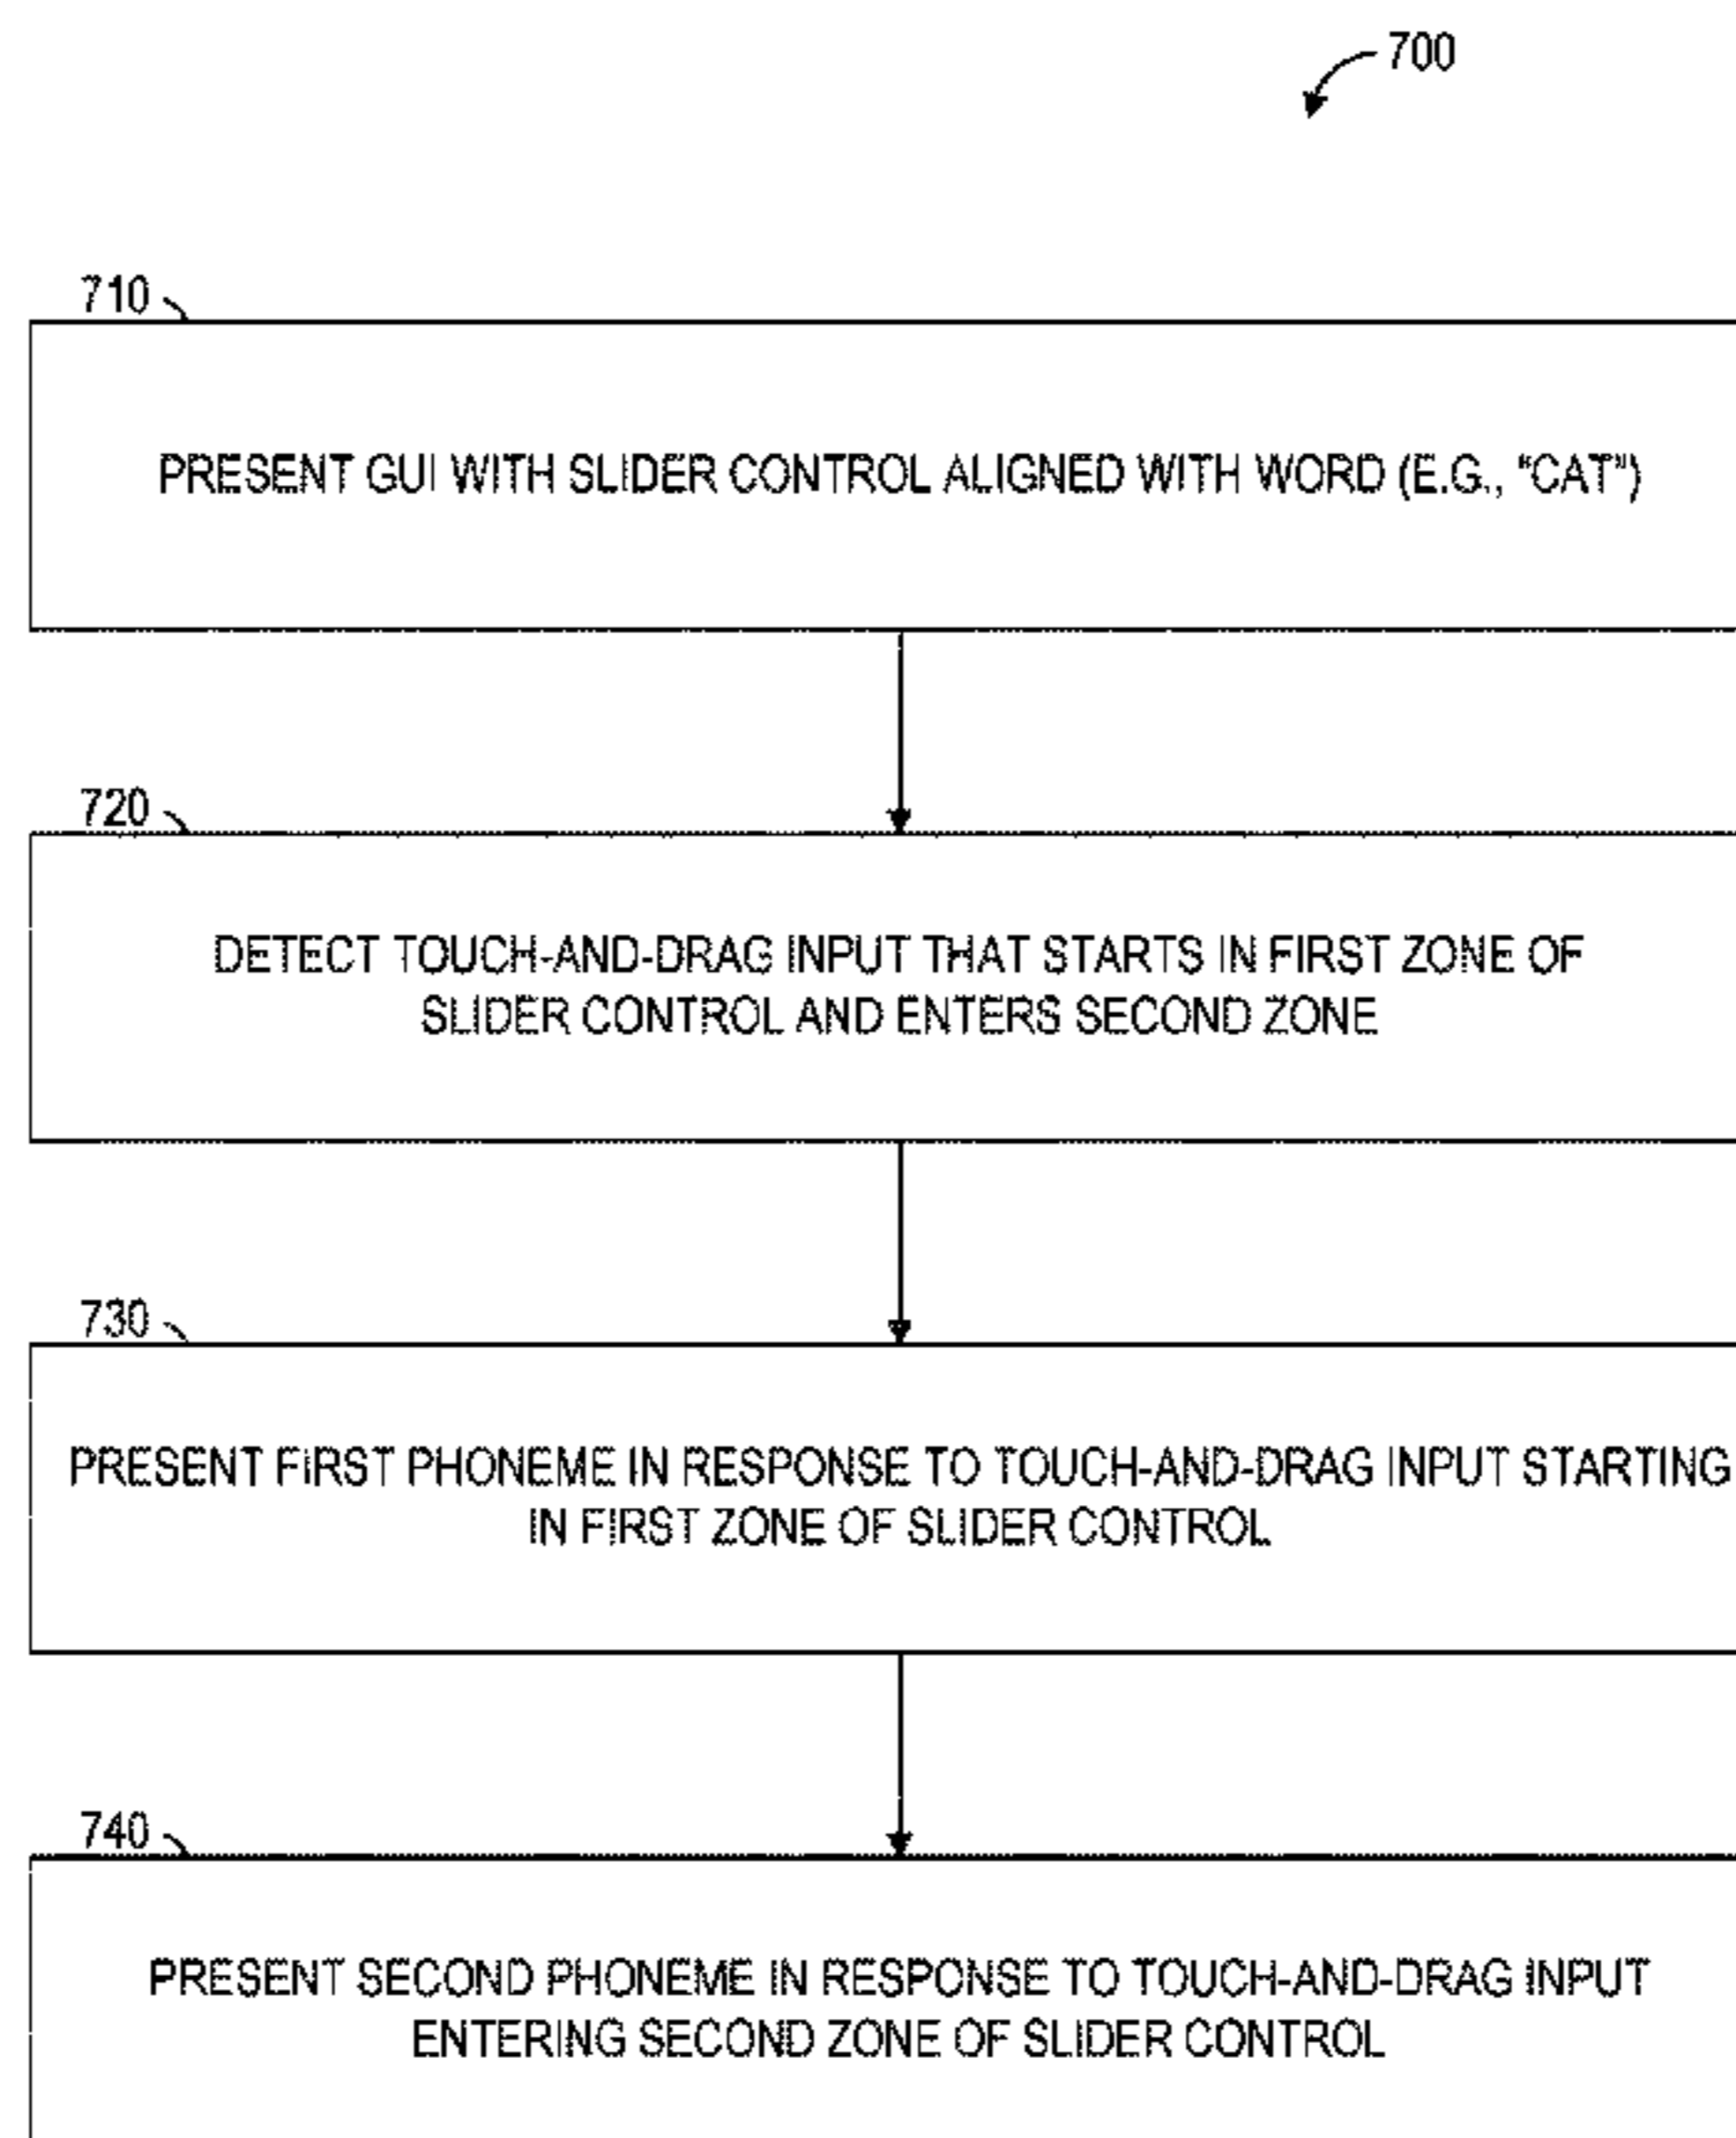 700
710
PRESENT GUI WITH SLIDER CONTROL ALIGNED WITH WORD (E.G., "CAT")
720
DETECT TOUCH-AND-DRAG INPUT THAT STARTS IN FIRST ZONE OF
SLIDER CONTROL AND ENTERS SECOND ZONE
730
PRESENT FIRST PHONEME IN RESPONSE TO TOUCH-AND-DRAG INPUT STARTING
IN FIRST ZONE OF SLIDER CONTROL
740
PRESENT SECOND PHONEME IN RESPONSE TO TOUCH-AND-DRAG INPUT
ENTERING SECOND ZONE OF SLIDER CONTROL